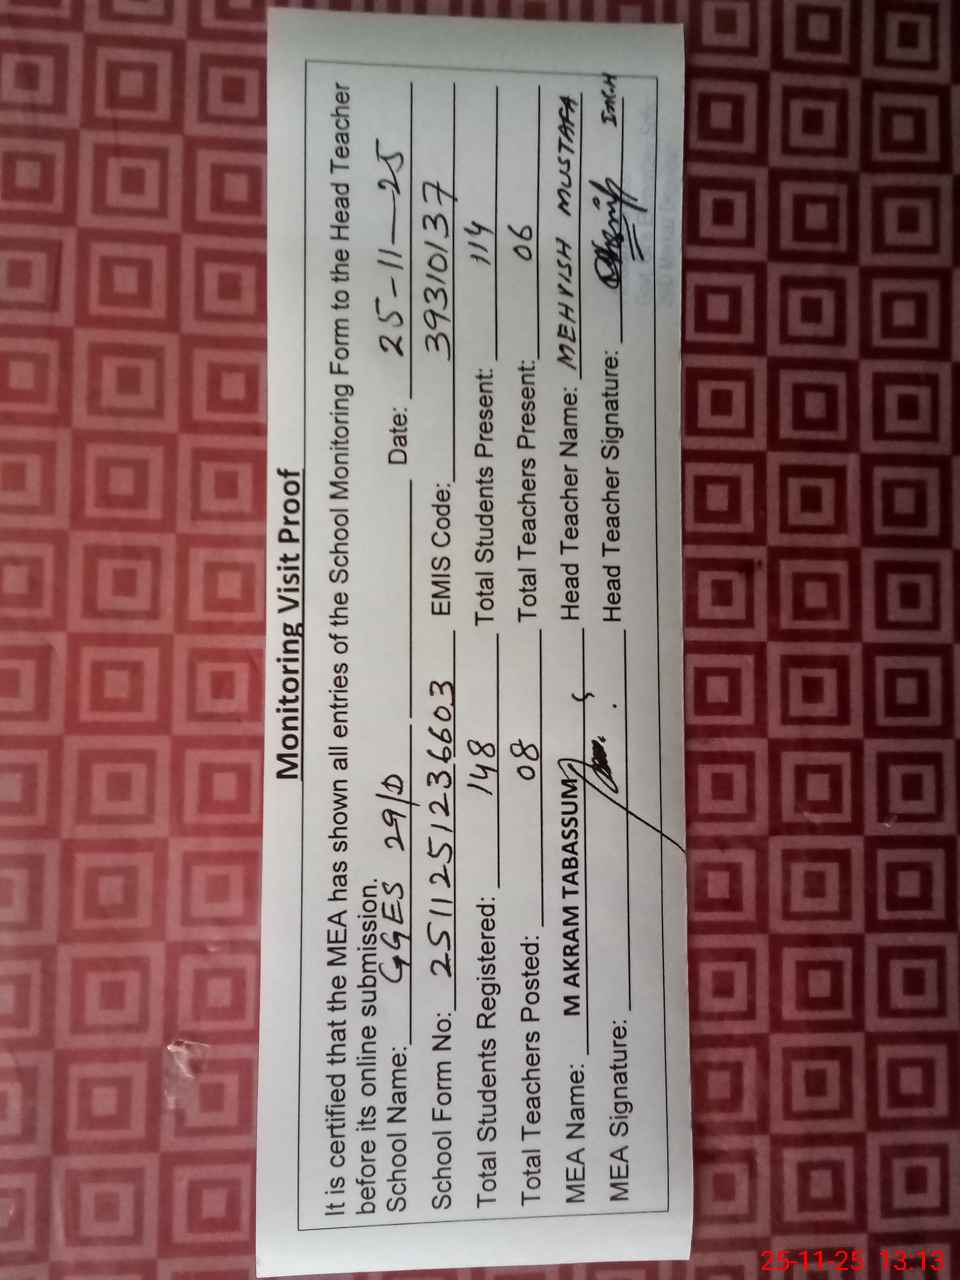 Monitoring Visit Proof
It is certified that the MEA has shown all entries of the School Monitoring Form to the Head Teacher
before its online submission.
School Name: GGES 29/D Date: 25-11-25
School Form No: 2511251236603 EMIS Code: 39310137
Total Students Registered: 148 Total Students Present: 114
Total Teachers Posted: 08 Total Teachers Present: 06
MEA Name: M AKRAM TABASSUM Head Teacher Name: MEHVISH MUSTAFA
MEA Signature: Head Teacher Signature:
25-11-25 13:13